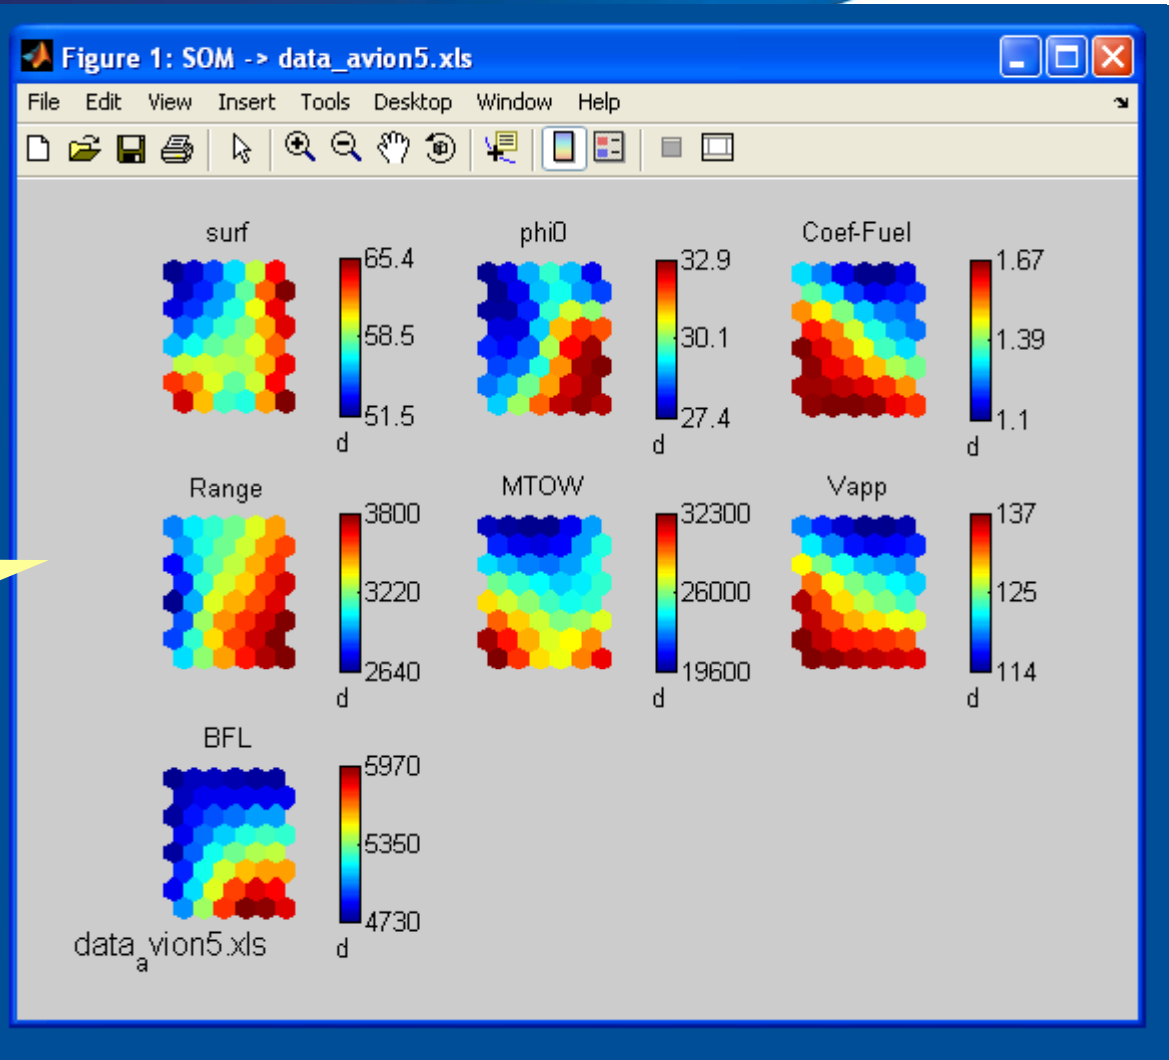 Figure 1: SOM -> data_avion5.xls
File Edit View Insert Tools Desktop Window Help
surf
65.4
58.5
51.5
d
phi0
32.9
30.1
27.4
d
Coef-Fuel
1.67
1.39
1.1
d
Range
3800
3220
2640
d
MTOW
32300
26000
19600
d
Vapp
137
125
114
d
BFL
5970
5350
4730
d
data_avion5.xls